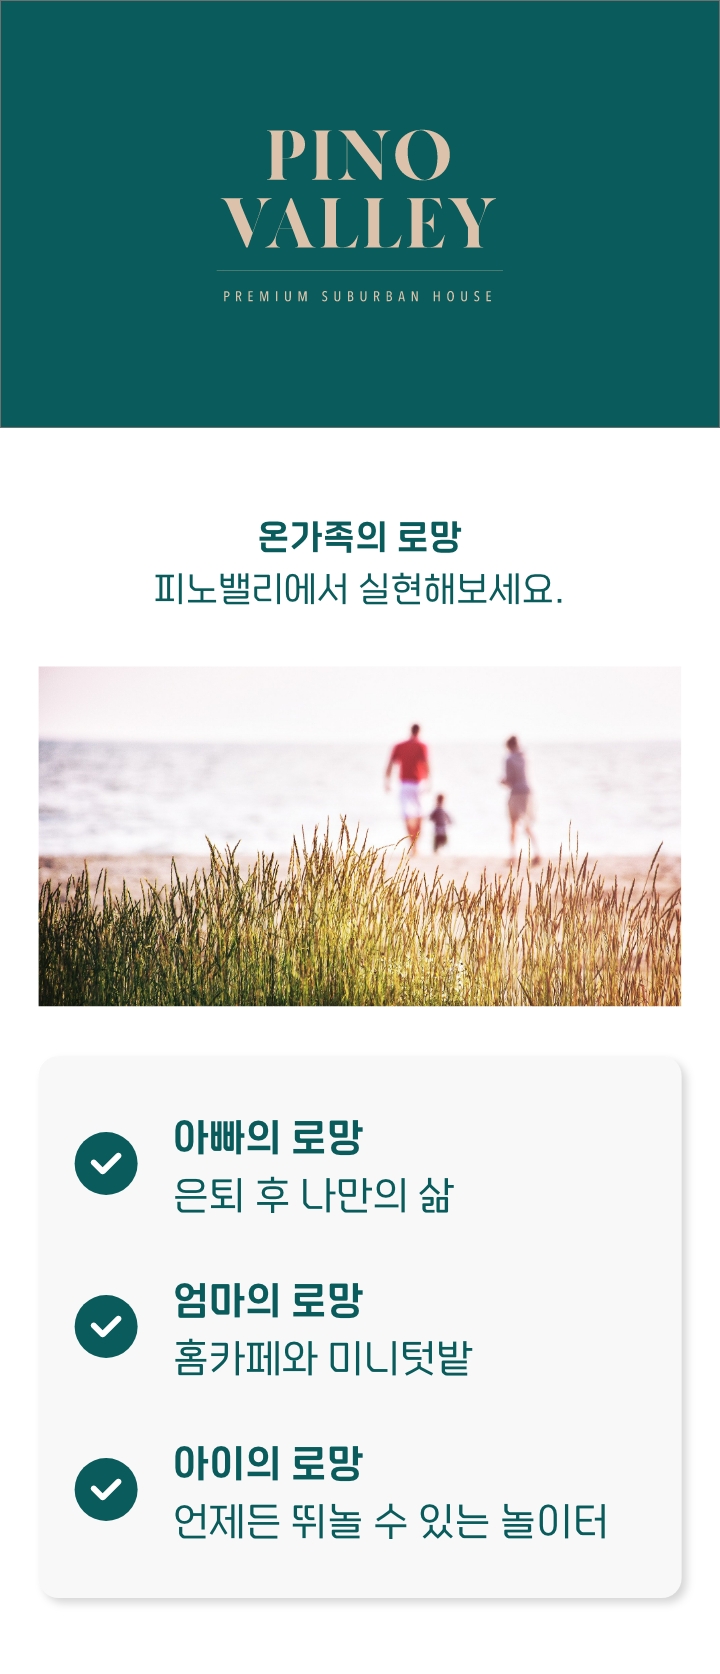 PINO
VALLEY
PREMIUM SUBURBAN HOUSE
온가족의 로망
피노밸리에서 실현해보세요.
아빠의 로망
은퇴 후 나만의 삶
엄마의 로망
홈카페와 미니텃밭
아이의 로망
언제든 뛰놀 수 있는 놀이터